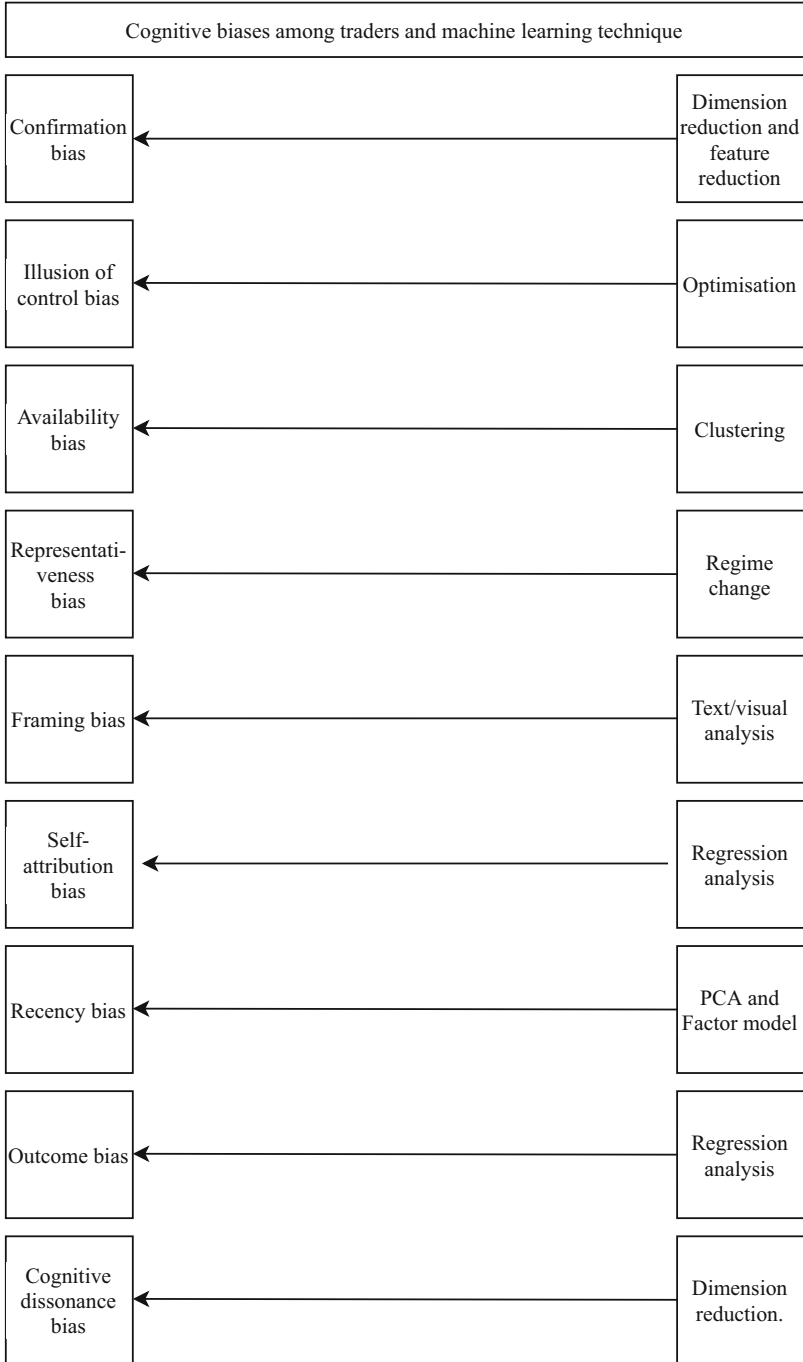 Cognitive biases among traders and machine learning technique
Confirmation
bias
Dimension
reduction and
feature
reduction
Illusion of
control bias
Optimisation
Availability
bias
Clustering
Representati-
veness
bias
Regime
change
Framing bias
Text/visual
analysis
Self-
attribution
bias
Regression
analysis
Recency bias
PCA and
Factor model
Outcome bias
Regression
analysis
Cognitive
dissonance
bias
Dimension
reduction.